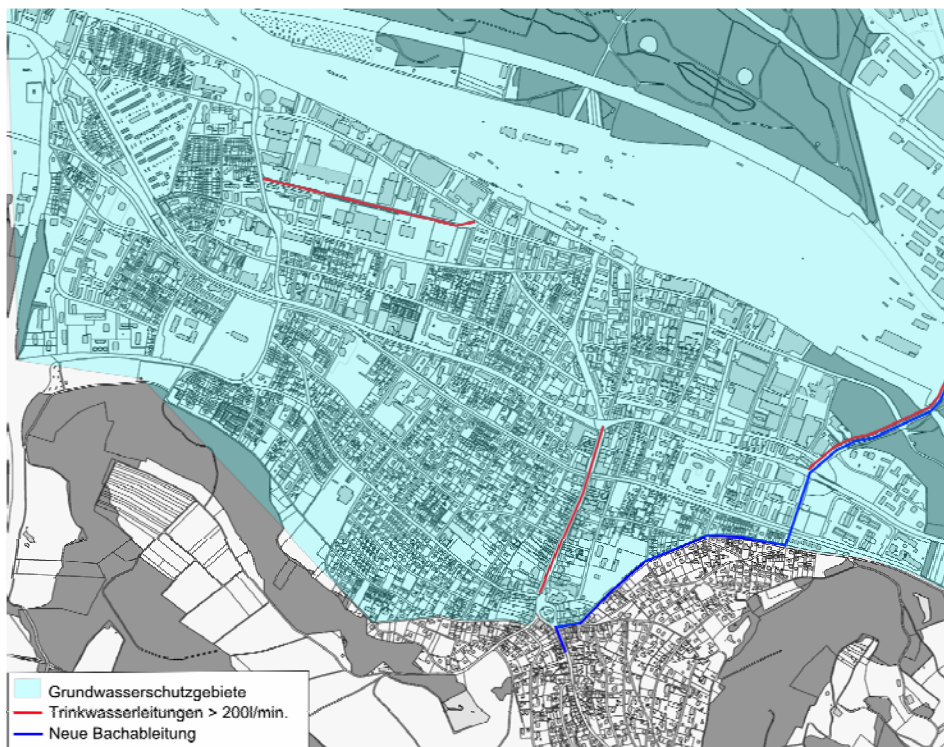 Grundwasserschutzgebiete
Trinkwasserleitungen > 200l/min.
Neue Bachableitung